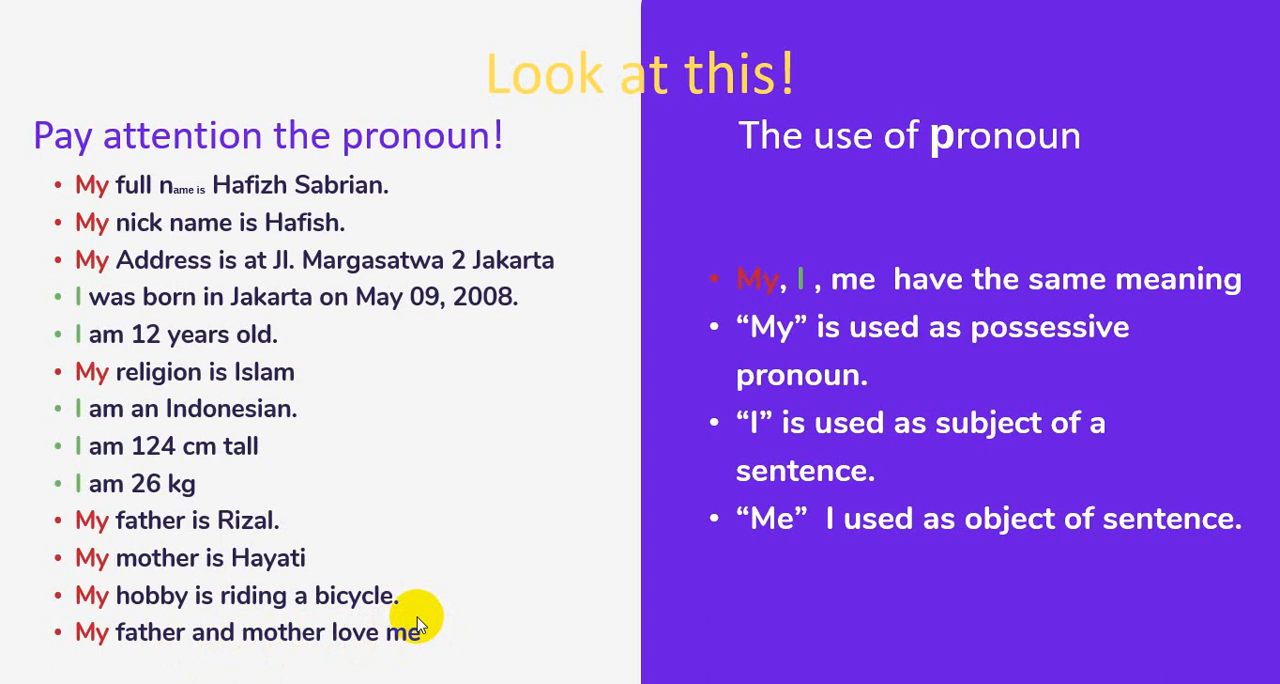 Look at this!
Pay attention the pronoun!
My full name is Hafizh Sabrian.
My nick name is Hafish.
My Address is at Jl. Margasatwa 2 Jakarta
I was born in Jakarta on May 09, 2008.
I am 12 years old.
My religion is Islam
I am an Indonesian.
I am 124 cm tall
I am 26 kg
My father is Rizal.
My mother is Hayati
My hobby is riding a bicycle.
My father and mother love me
The use of pronoun
My, I , me have the same meaning
“My” is used as possessive
pronoun.
“I” is used as subject of a
sentence.
“Me” I used as object of sentence.